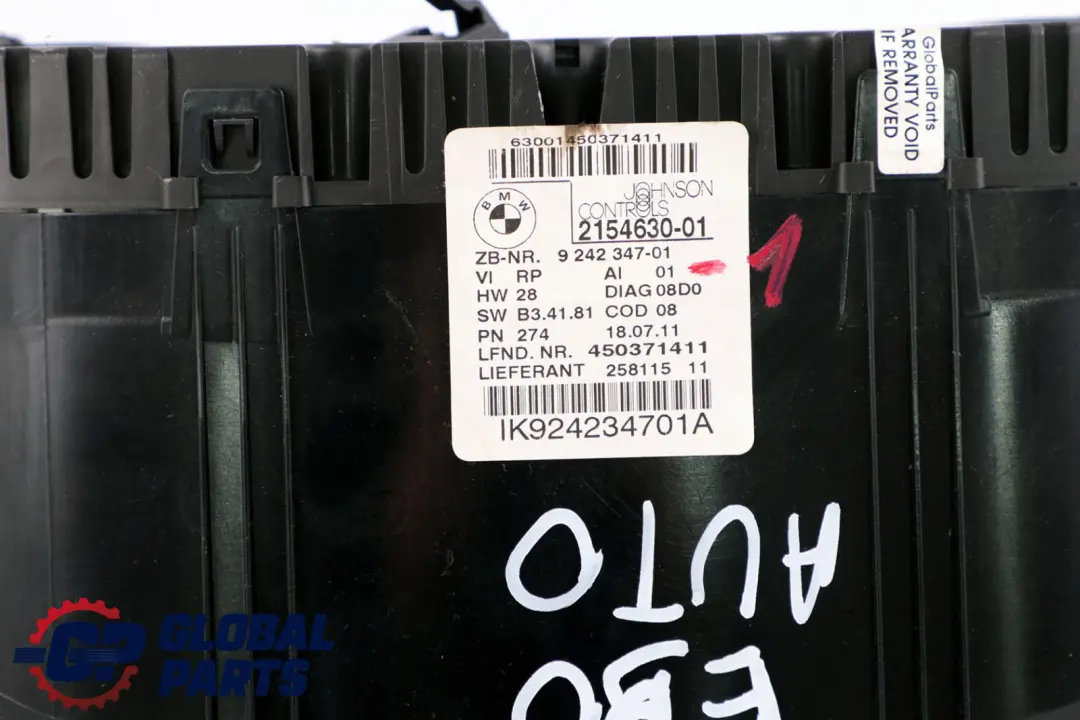 GlobalParts
ARRANTY VOID
IF REMOVED
63001450371411
BMW
JOHNSON
CONTROLS
2154630-01
ZB-NR. 9 242 347-01
VI RP AI 01
HW 28 DIAG 08D0
SW B3.41.81 COD 08
PN 274 18.07.11
LFND. NR. 450371411
LIEFERANT 258115 11
IK924234701A
1
AUTO
GP GLOBAL
PARTS